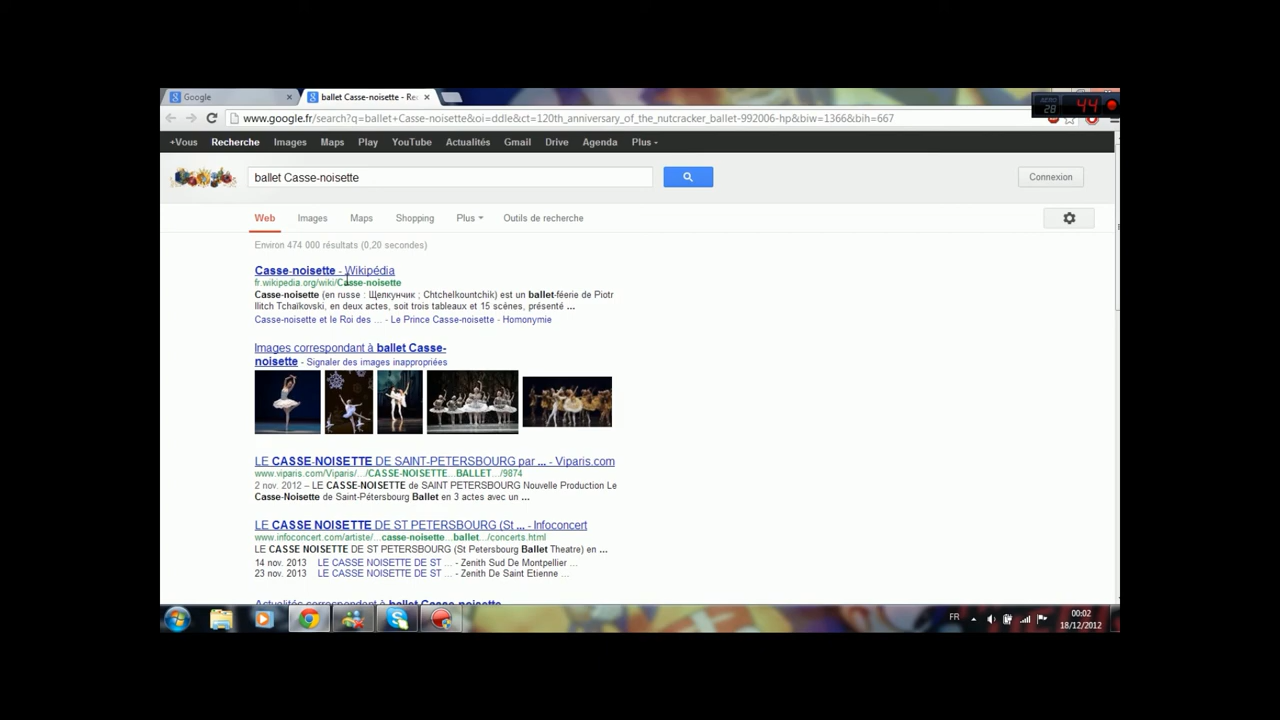 Google
ballet Casse-noisette - Re
AERO
28
44
www.google.fr/search?q=ballet+Casse-noisette&oi=ddle&ct=120th_anniversary_of_the_nutcracker_ballet-992006-hp&biw=1366&bih=667
+Vous Recherche Images Maps Play YouTube Actualités Gmail Drive Agenda Plus
ballet Casse-noisette
Connexion
Web Images Maps Shopping Plus Outils de recherche
Environ 474 000 résultats (0,20 secondes)
Casse-noisette - Wikipédia
fr.wikipedia.org/wiki/Casse-noisette
Casse-noisette (en russe : Щелкунчик ; Chtchelkountchik) est un ballet-féerie de Piotr
Ilitch Tchaïkovski, en deux actes, soit trois tableaux et 15 scènes, présenté ...
Casse-noisette et le Roi des ... - Le Prince Casse-noisette - Homonymie
Images correspondant à ballet Casse-
noisette - Signaler des images inappropriées
LE CASSE-NOISETTE DE SAINT-PETERSBOURG par ... - Viparis.com
www.viparis.com/Viparis/.../CASSE-NOISETTE...BALLET.../9874
2 nov. 2012 – LE CASSE-NOISETTE de SAINT PETERSBOURG Nouvelle Production Le
Casse-Noisette de Saint-Pétersbourg Ballet en 3 actes avec un ...
LE CASSE NOISETTE DE ST PETERSBOURG (St ... - Infoconcert
www.infoconcert.com/artiste/...casse-noisette...ballet.../concerts.html
LE CASSE NOISETTE DE ST PETERSBOURG (St Petersbourg Ballet Theatre) en ...
14 nov. 2013 LE CASSE NOISETTE DE ST ... - Zenith Sud De Montpellier ...
23 nov. 2013 LE CASSE NOISETTE DE ST ... - Zenith De Saint Etienne ...
Actualités correspondant à ballet Casse-noisette
FR
00:02
18/12/2012